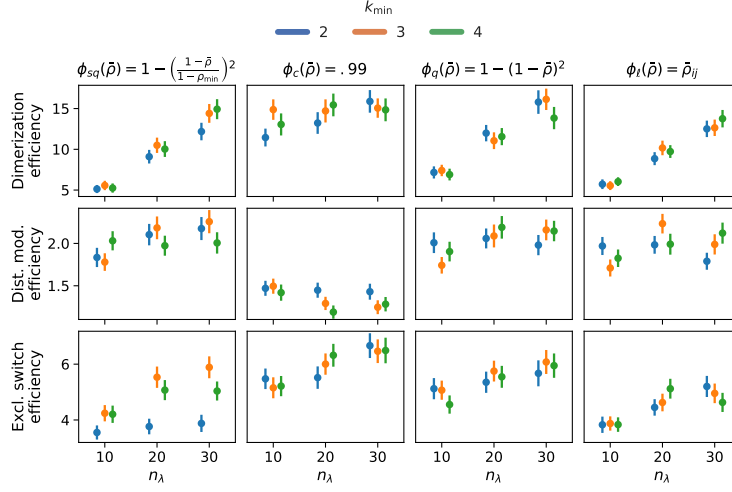 k_min
2 3 4
ϕ_sq(ρ̄) = 1 − ((1−ρ̄)/(1−ρ_min))^2
ϕ_c(ρ̄) = .99
ϕ_q(ρ̄) = 1 − (1 − ρ̄)^2
ϕ_ℓ(ρ̄) = ρ̄_ij
Dimerization
efficiency
15
10
5
Dist. mod.
efficiency
2.0
1.5
Excl. switch
efficiency
6
4
10 20 30
10 20 30
10 20 30
10 20 30
n_λ
n_λ
n_λ
n_λ